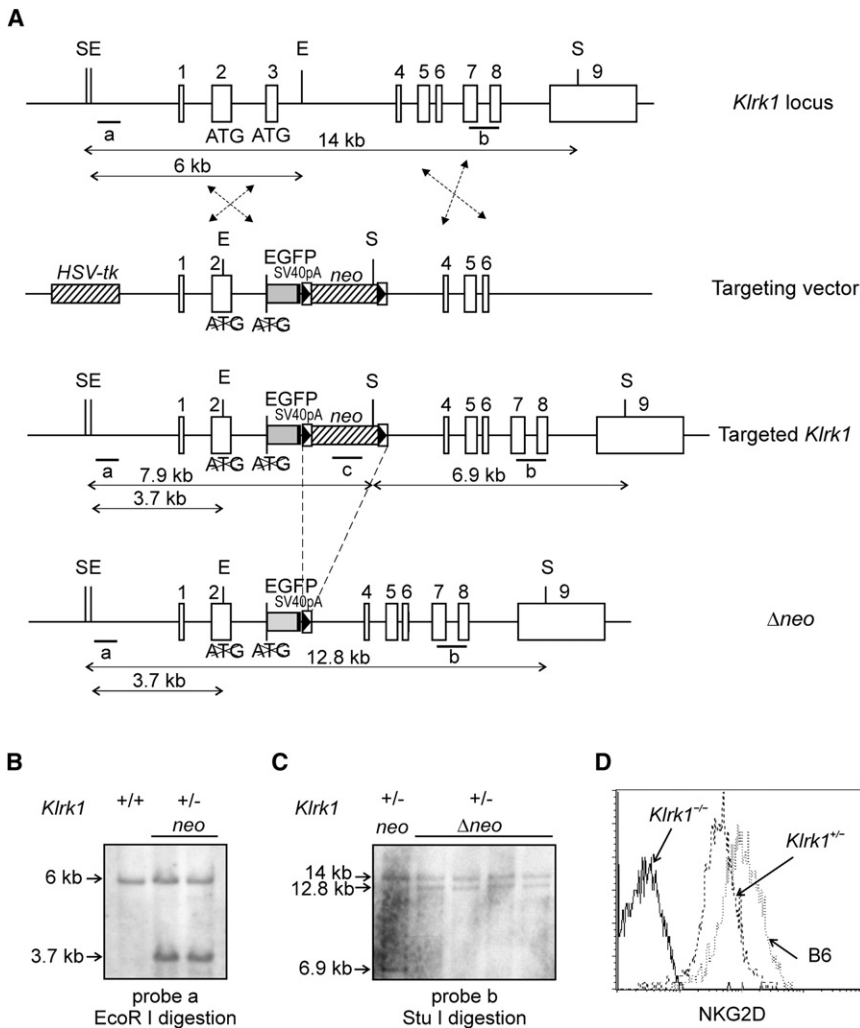 A
SE E S
1 2 3 4 5 6 7 8 9
Klrk1 locus
a ATG ATG b
14 kb
6 kb
HSV-tk 1 2 E EGFP SV40pA neo S 4 5 6
Targeting vector
ATG ATG
SE E EGFP S S
1 2 SV40pA neo 4 5 6 7 8 9
Targeted Klrk1
a ATG ATG c b
7.9 kb 6.9 kb
3.7 kb
SE E EGFP S
1 2 SV40pA 4 5 6 7 8 9
Δneo
a ATG ATG b
12.8 kb
3.7 kb
B
Klrk1 +/+ +/-
neo
6 kb
3.7 kb
probe a
EcoR I digestion
C
Klrk1 +/- +/-
neo Δneo
14 kb
12.8 kb
6.9 kb
probe b
Stu I digestion
D
Klrk1-/-
Klrk1+/-
B6
NKG2D